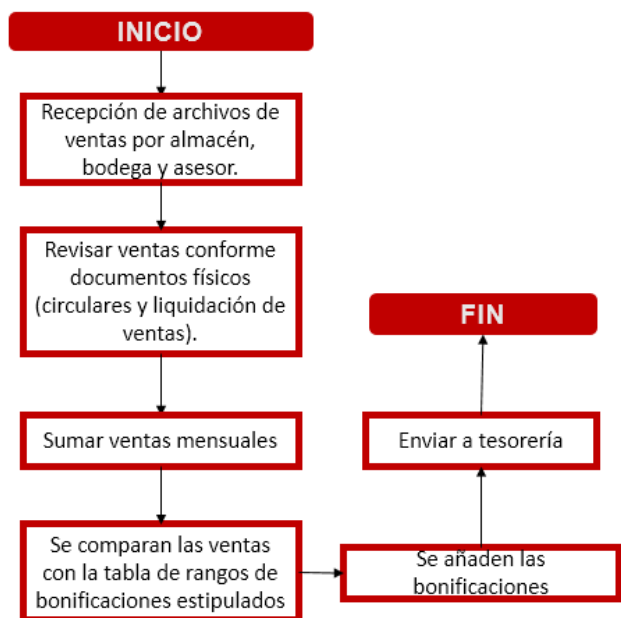 INICIO
Recepción de archivos de
ventas por almacén,
bodega y asesor.
Revisar ventas conforme
documentos físicos
(circulares y liquidación de
ventas).
Sumar ventas mensuales
Se comparan las ventas
con la tabla de rangos de
bonificaciones estipulados
Se añaden las
bonificaciones
Enviar a tesorería
FIN